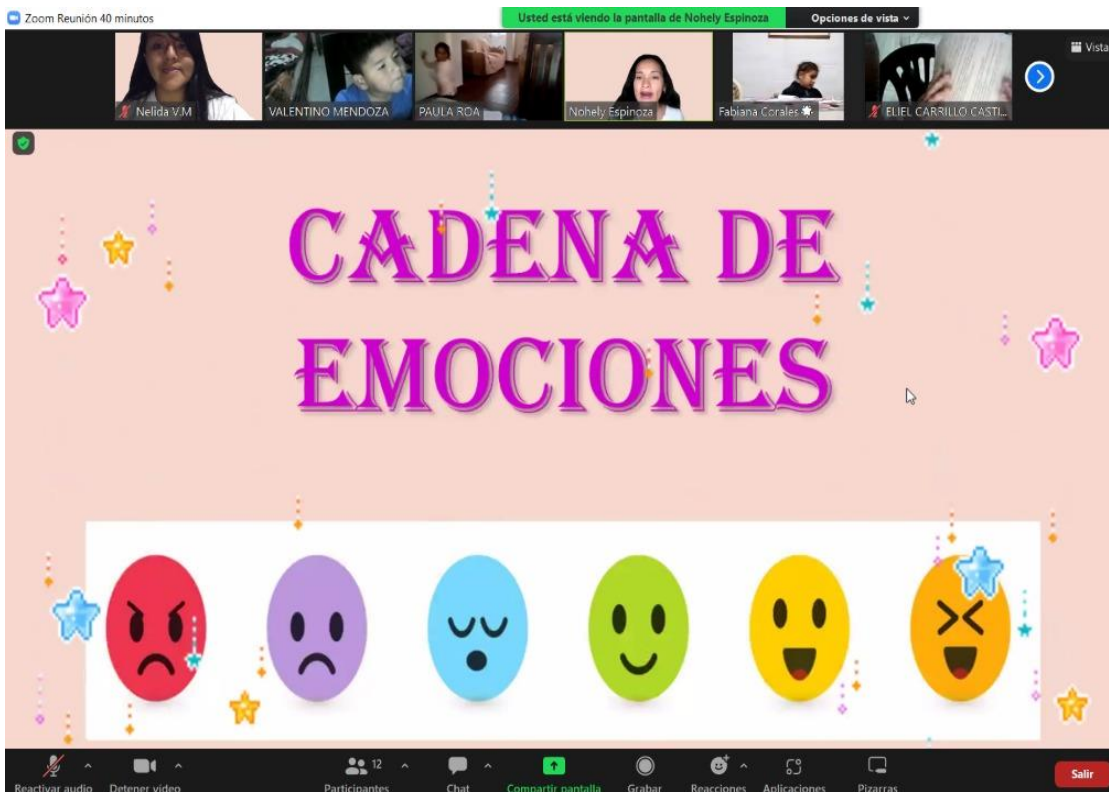 Zoom Reunión 40 minutos
Usted está viendo la pantalla de Nohely Espinoza
Opciones de vista
Vista
Nelida V.M
VALENTINO MENDOZA
PAULA ROA
Nohely Espinoza
Fabiana Corales
ELIEL CARRILLO CASTI...
CADENA DE
EMOCIONES
12
Reactivar audio
Detener video
Participantes
Chat
Compartir pantalla
Grabar
Reacciones
Aplicaciones
Pizarras
Salir